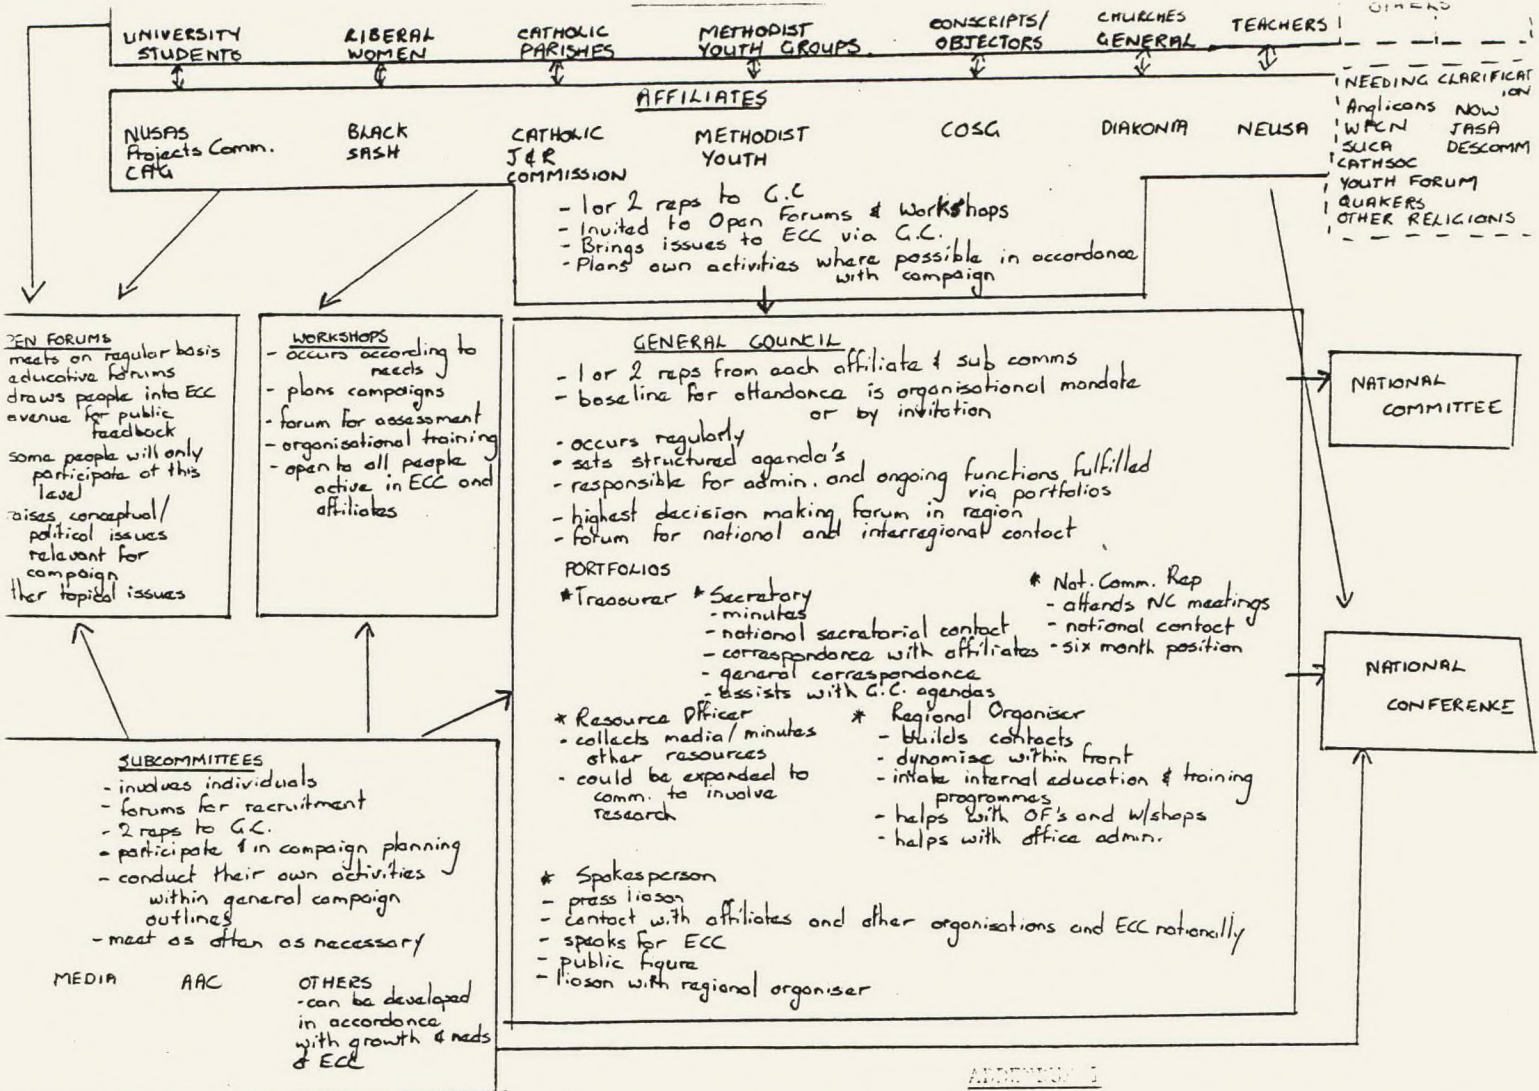 UNIVERSITY
STUDENTS
LIBERAL
WOMEN
CATHOLIC
PARISHES
METHODIST
YOUTH GROUPS
CONSCRIPTS/
OBJECTORS
CHURCHES
GENERAL
TEACHERS
OTHERS
AFFILIATES
NUSAS
Projects Comm.
CAG
BLACK
SASH
CATHOLIC
J & R
COMMISSION
METHODIST
YOUTH
COSG
DIAKONIA
NEUSA
- 1 or 2 reps to G.C
- Invited to Open Forums & Workshops
- Brings issues to ECC via G.C.
- Plans own activities where possible in accordance
with campaign
NEEDING CLARIFICAT
ION
Anglicans NOW
WPCN JASA
SUCA DESCOMM
CATHSOC
YOUTH FORUM
QUAKERS
OTHER RELIGIONS
PEN FORUMS
meets on regular basis
educative forums
draws people into ECC
avenue for public
feedback
some people will only
participate at this
level
raises conceptual/
political issues
relevant for
campaign
ther topical issues
WORKSHOPS
- occurs according to
needs
- plans campaigns
- forum for assessment
- organisational training
- open to all people
active in ECC and
affiliates
GENERAL COUNCIL
- 1 or 2 reps from each affiliate & sub comms
- baseline for attendance is organisational mandate
or by invitation
- occurs regularly
- sets structured agenda's
- responsible for admin. and ongoing functions fulfilled
via portfolios
- highest decision making forum in region
- forum for national and interregional contact
PORTFOLIOS
* Treasurer
* Secretary
- minutes
- national secretarial contact
- correspondence with affiliates
- general correspondence
- assists with G.C. agendas
* Nat. Comm. Rep
- attends NC meetings
- national contact
- six month position
* Resource Officer
- collects media/minutes
other resources
- could be expanded to
comm. to involve
research
* Regional Organiser
- builds contacts
- dynamise within front
- initate internal education & training
programmes
- helps with OF's and W/shops
- helps with office admin.
* Spokesperson
- press liason
- contact with affiliates and other organisations and ECC nationally
- speaks for ECC
- public figure
- liason with regional organiser
NATIONAL
COMMITTEE
NATIONAL
CONFERENCE
SUBCOMMITTEES
- involves individuals
- forums for recruitment
- 2 reps to G.C.
- participate in campaign planning
- conduct their own activities
within general campaign
outlines
- meet as often as necessary
MEDIA
AAC
OTHERS
- can be developed
in accordance
with growth & needs
of ECC